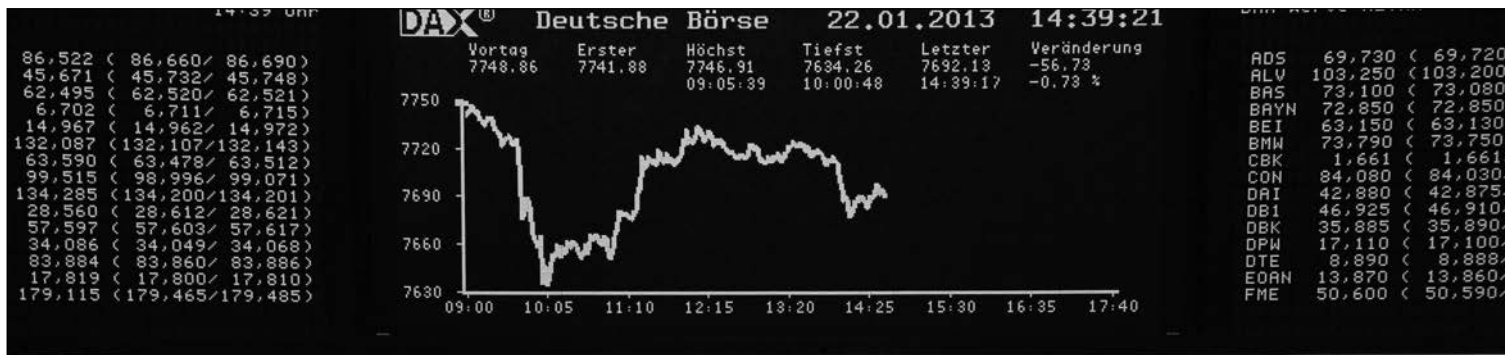 14:39 Uhr
86,522 ( 86,660/ 86,690)
45,671 ( 45,732/ 45,748)
62,495 ( 62,520/ 62,521)
6,702 ( 6,711/ 6,715)
14,967 ( 14,962/ 14,972)
132,087 (132,107/132,143)
63,590 ( 63,478/ 63,512)
99,515 ( 98,996/ 99,071)
134,285 (134,200/134,201)
28,560 ( 28,612/ 28,621)
57,597 ( 57,603/ 57,617)
34,086 ( 34,049/ 34,068)
83,884 ( 83,860/ 83,886)
17,819 ( 17,800/ 17,810)
179,115 (179,465/179,485)
DAX® Deutsche Börse 22.01.2013 14:39:21
Vortag Erster Höchst Tiefst Letzter Veränderung
7748.86 7741.88 7746.91 7634.26 7692.13 -56.73
09:05:39 10:00:48 14:39:17 -0.73 %
7750
7720
7690
7660
7630
09:00 10:05 11:10 12:15 13:20 14:25 15:30 16:35 17:40
ADS 69,730 ( 69,720
ALV 103,250 (103,200
BAS 73,100 ( 73,080
BAYN 72,850 ( 72,850
BEI 63,150 ( 63,130
BMW 73,790 ( 73,750
CBK 1,661 ( 1,661
CON 84,080 ( 84,030
DAI 42,880 ( 42,875
DB1 46,925 ( 46,910
DBK 35,885 ( 35,890
DPW 17,110 ( 17,100
DTE 8,890 ( 8,888/
EOAN 13,870 ( 13,860/
FME 50,600 ( 50,590/